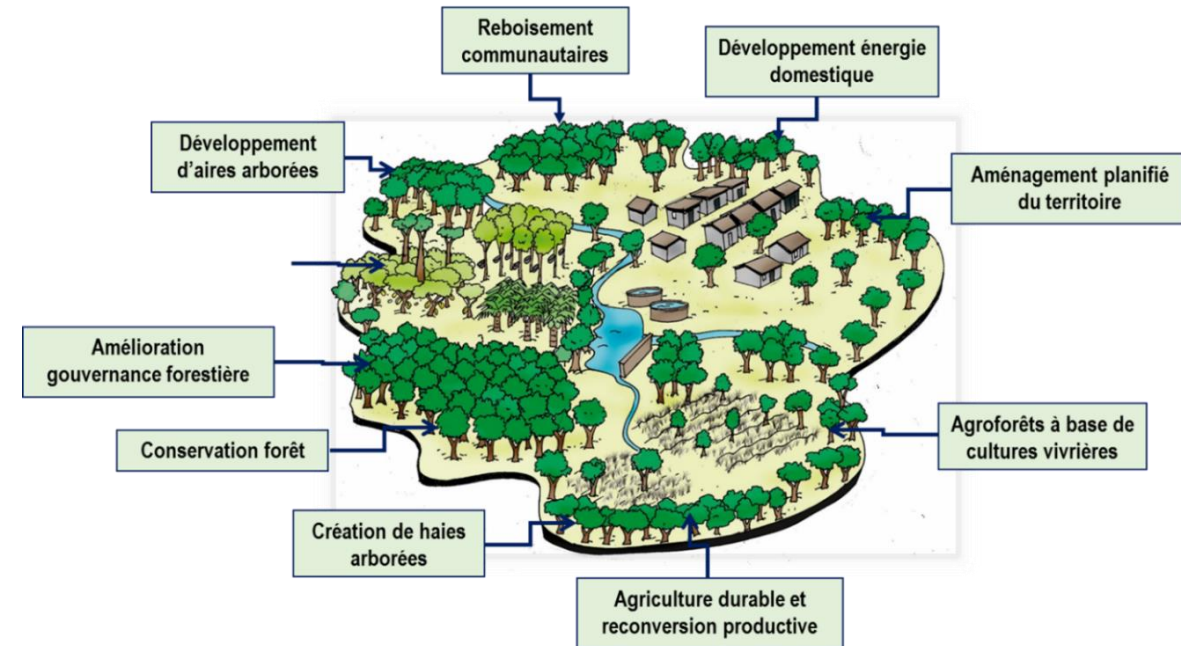 Reboisement
communautaires
Développement énergie
domestique
Développement
d'aires arborées
Aménagement planifié
du territoire
Amélioration
gouvernance forestière
Conservation forêt
Agroforêts à base de
cultures vivrières
Création de haies
arborées
Agriculture durable et
reconversion productive